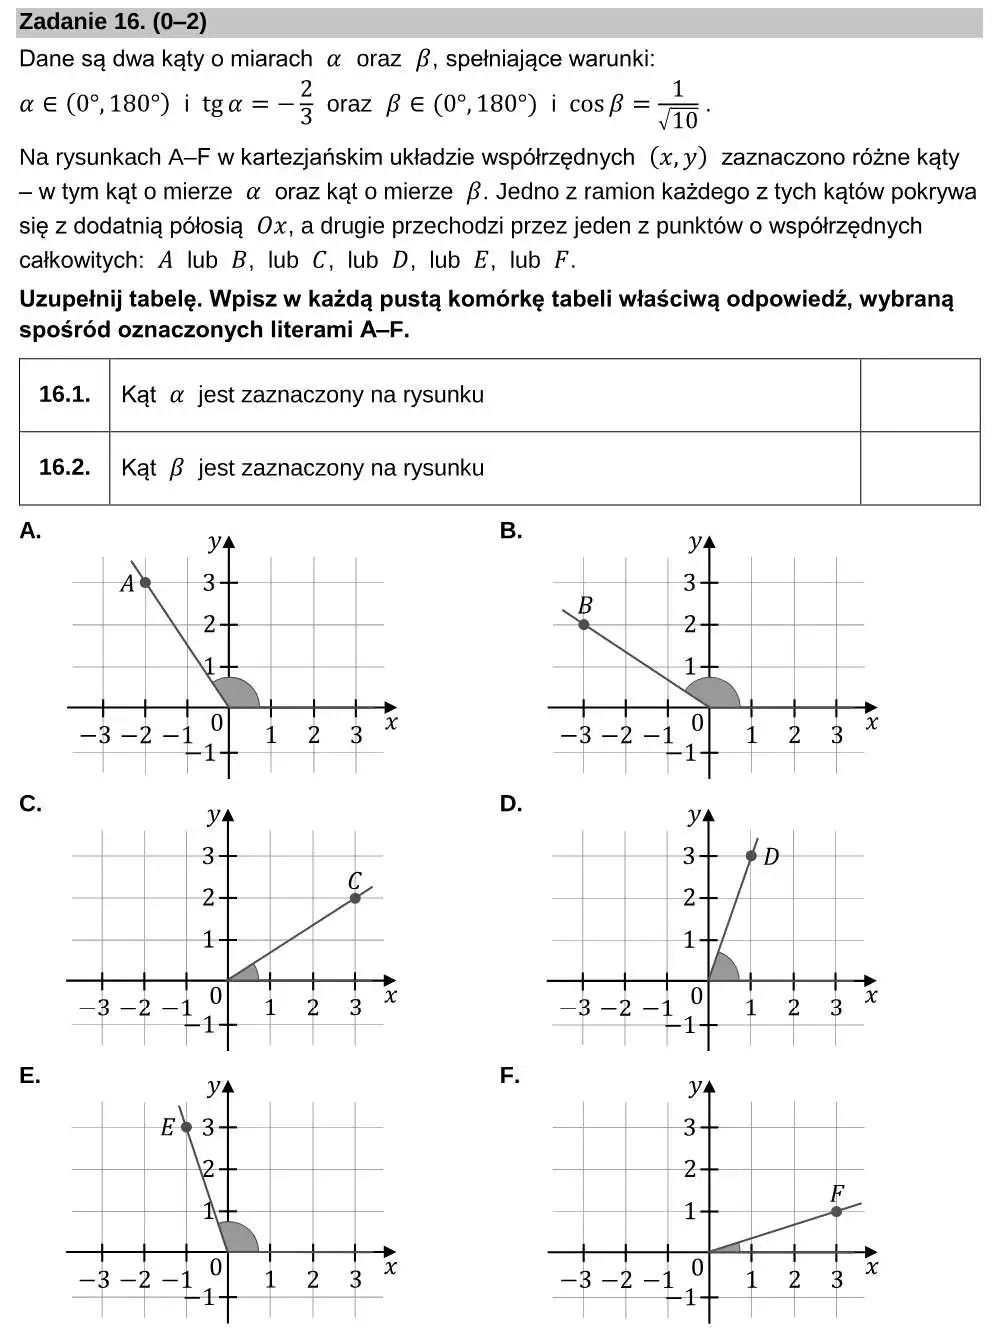 Zadanie 16. (0–2)
Dane są dwa kąty o miarach α oraz β, spełniające warunki:
α ∈ (0°, 180°) i tg α = −2/3 oraz β ∈ (0°, 180°) i cos β = 1/√10 .
Na rysunkach A–F w kartezjańskim układzie współrzędnych (x, y) zaznaczono różne kąty
– w tym kąt o mierze α oraz kąt o mierze β. Jedno z ramion każdego z tych kątów pokrywa
się z dodatnią półosią Ox, a drugie przechodzi przez jeden z punktów o współrzędnych
całkowitych: A lub B, lub C, lub D, lub E, lub F.
Uzupełnij tabelę. Wpisz w każdą pustą komórkę tabeli właściwą odpowiedź, wybraną
spośród oznaczonych literami A–F.
16.1. Kąt α jest zaznaczony na rysunku
16.2. Kąt β jest zaznaczony na rysunku
A.
y
A
3
2
1
0
x
−3 −2 −1 1 2 3
−1
B.
y
3
B
2
1
0
x
−3 −2 −1 1 2 3
−1
C.
y
3
C
2
1
0
x
−3 −2 −1 1 2 3
−1
D.
y
3
D
2
1
0
x
−3 −2 −1 1 2 3
−1
E.
y
E
3
2
1
0
x
−3 −2 −1 1 2 3
−1
F.
y
3
2
F
1
0
x
−3 −2 −1 1 2 3
−1